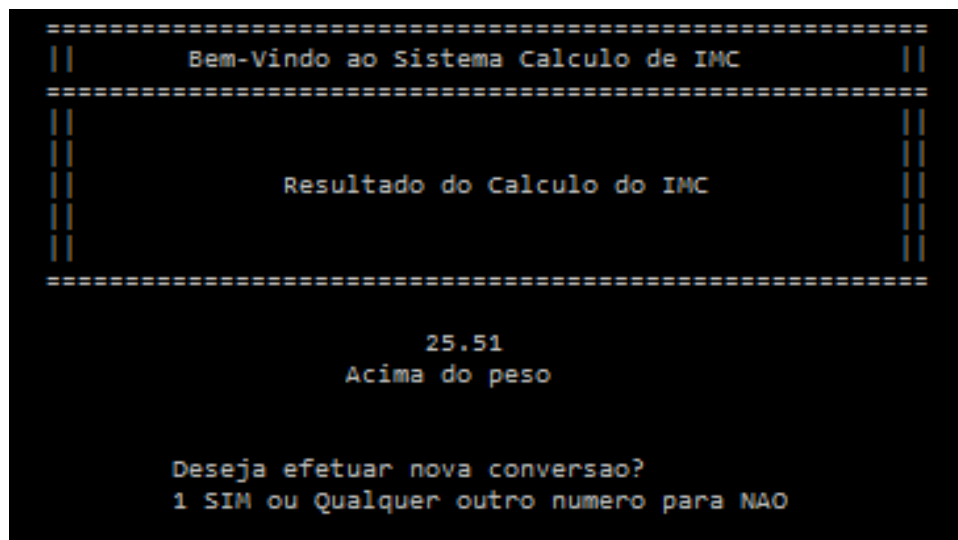 ========================================================
|| Bem-Vindo ao Sistema Calculo de IMC ||
========================================================
|| ||
|| ||
|| Resultado do Calculo do IMC ||
|| ||
|| ||
========================================================
25.51
Acima do peso
Deseja efetuar nova conversao?
1 SIM ou Qualquer outro numero para NAO